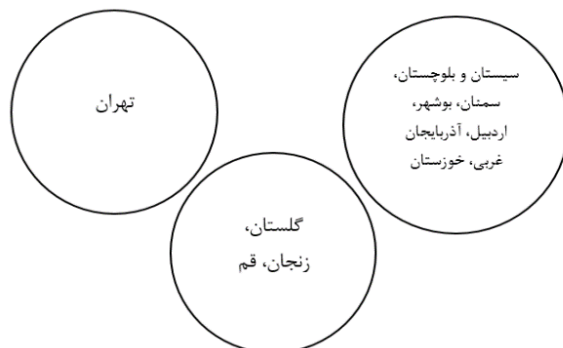 سیستان و بلوچستان،
سمنان، بوشهر،
اردبیل، آذربایجان
غربی، خوزستان
تهران
گلستان،
زنجان، قم